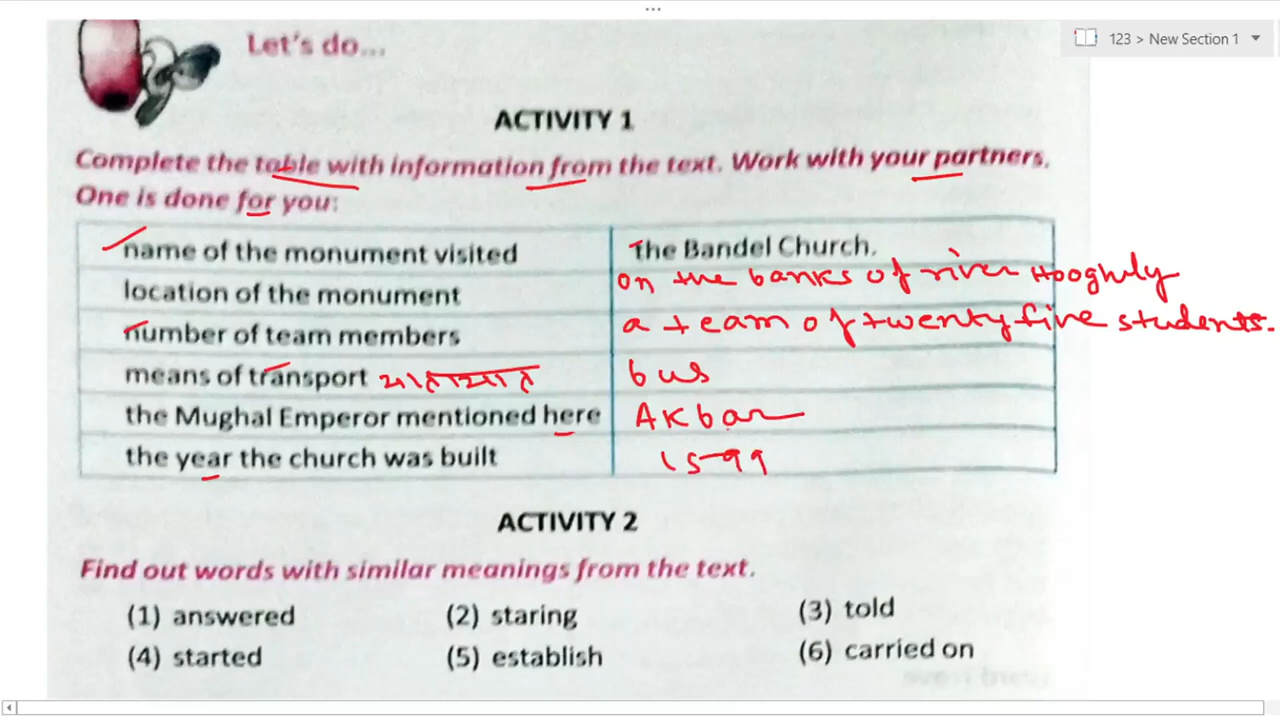 ...
123 > New Section 1
Let's do...
ACTIVITY 1
Complete the table with information from the text. Work with your partners.
One is done for you:
name of the monument visited The Bandel Church.
location of the monument on the banks of river Hooghly
number of team members a team of twenty five students.
means of transport যাতায়াত bus
the Mughal Emperor mentioned here Akbar
the year the church was built 1599
ACTIVITY 2
Find out words with similar meanings from the text.
(1) answered (2) staring (3) told
(4) started (5) establish (6) carried on